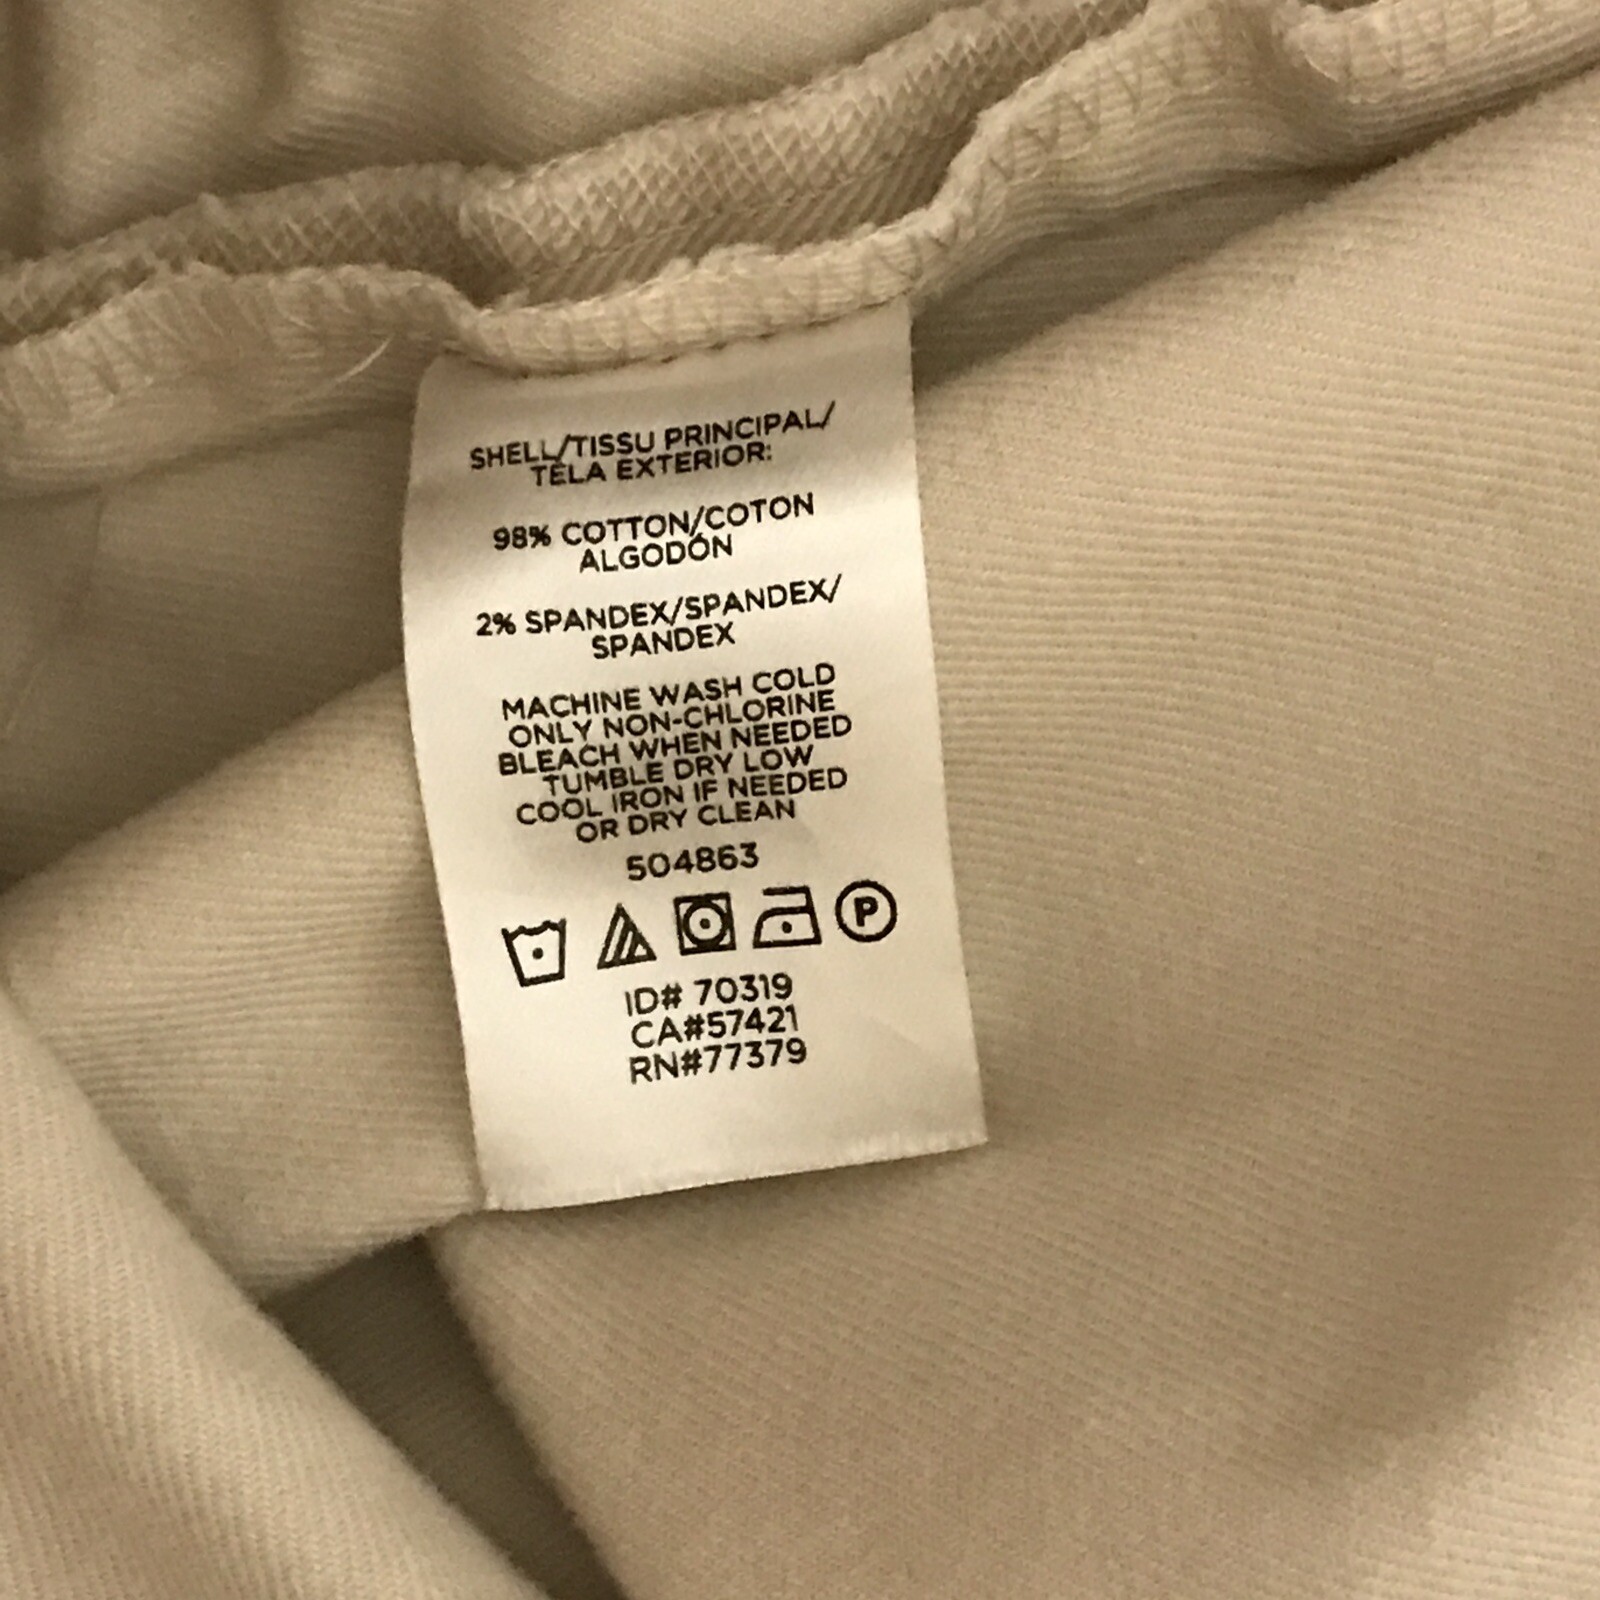 SHELL/TISSU PRINCIPAL/
TELA EXTERIOR:
98% COTTON/COTON
ALGODÓN
2% SPANDEX/SPANDEX/
SPANDEX
MACHINE WASH COLD
ONLY NON-CHLORINE
BLEACH WHEN NEEDED
TUMBLE DRY LOW
COOL IRON IF NEEDED
OR DRY CLEAN
504863
P
ID# 70319
CA#57421
RN#77379